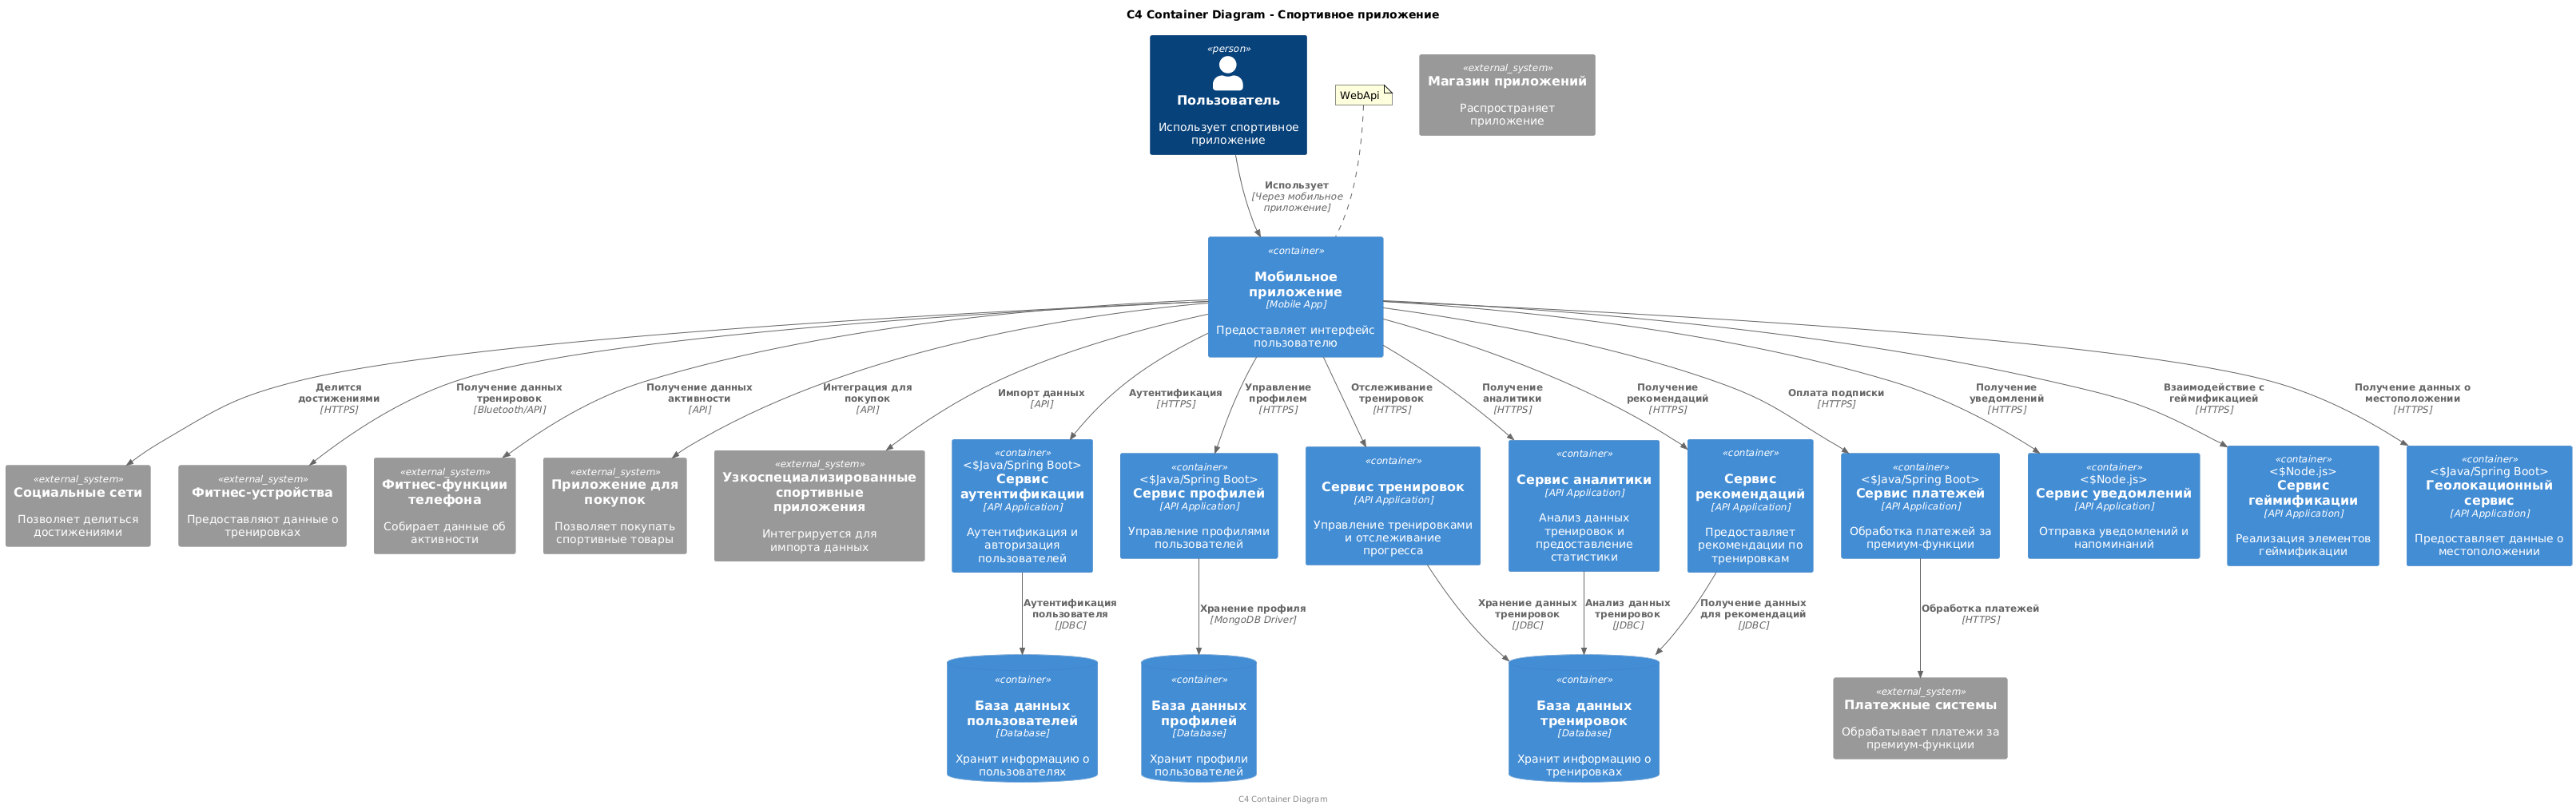 C4 Container Diagram - Спортивное приложение
«person»
Пользователь
Использует спортивное
приложение
WebApi
«external_system»
Магазин приложений
Распространяет
приложение
Использует
[Через мобильное
приложение]
«container»
Мобильное
приложение
[Mobile App]
Предоставляет интерфейс
пользователю
Делится
достижениями
[HTTPS]
Получение данных
тренировок
[Bluetooth/API]
Получение данных
активности
[API]
Интеграция для
покупок
[API]
Импорт данных
[API]
Аутентификация
[HTTPS]
Управление
профилем
[HTTPS]
Отслеживание
тренировок
[HTTPS]
Получение
аналитики
[HTTPS]
Получение
рекомендаций
[HTTPS]
Оплата подписки
[HTTPS]
Получение
уведомлений
[HTTPS]
Взаимодействие с
геймификацией
[HTTPS]
Получение данных о
местоположении
[HTTPS]
«external_system»
Социальные сети
Позволяет делиться
достижениями
«external_system»
Фитнес-устройства
Предоставляют данные о
тренировках
«external_system»
Фитнес-функции
телефона
Собирает данные об
активности
«external_system»
Приложение для
покупок
Позволяет покупать
спортивные товары
«external_system»
Узкоспециализированные
спортивные
приложения
Интегрируется для
импорта данных
«container»
<$Java/Spring Boot>
Сервис
аутентификации
[API Application]
Аутентификация и
авторизация
пользователей
«container»
<$Java/Spring Boot>
Сервис профилей
[API Application]
Управление профилями
пользователей
«container»
Сервис тренировок
[API Application]
Управление тренировками
и отслеживание
прогресса
«container»
Сервис аналитики
[API Application]
Анализ данных
тренировок и
предоставление
статистики
«container»
Сервис
рекомендаций
[API Application]
Предоставляет
рекомендации по
тренировкам
«container»
<$Java/Spring Boot>
Сервис платежей
[API Application]
Обработка платежей за
премиум-функции
«container»
<$Node.js>
Сервис уведомлений
[API Application]
Отправка уведомлений и
напоминаний
«container»
<$Node.js>
Сервис
геймификации
[API Application]
Реализация элементов
геймификации
«container»
<$Java/Spring Boot>
Геолокационный
сервис
[API Application]
Предоставляет данные о
местоположении
Аутентификация
пользователя
[JDBC]
Хранение профиля
[MongoDB Driver]
Хранение данных
тренировок
[JDBC]
Анализ данных
тренировок
[JDBC]
Получение данных
для рекомендаций
[JDBC]
Обработка платежей
[HTTPS]
«container»
База данных
пользователей
[Database]
Хранит информацию о
пользователях
«container»
База данных
профилей
[Database]
Хранит профили
пользователей
«container»
База данных
тренировок
[Database]
Хранит информацию о
тренировках
«external_system»
Платежные системы
Обрабатывает платежи за
премиум-функции
C4 Container Diagram